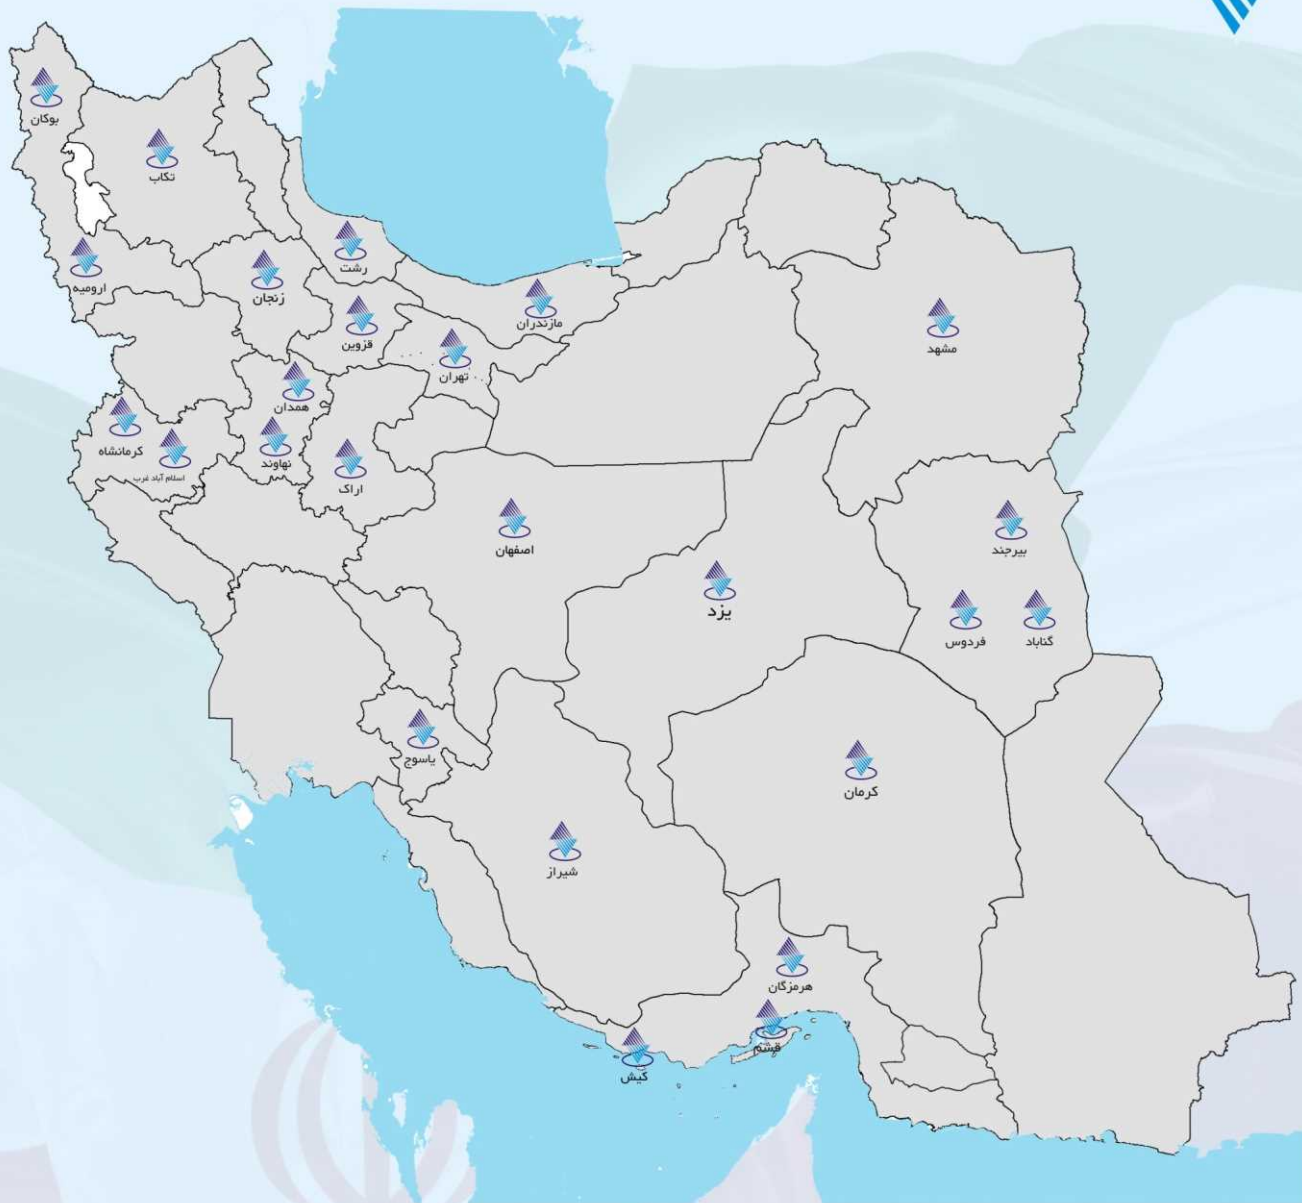 بوکان
تکاب
رشت
ارومیه
زنجان
مازندران
قزوین
مشهد
تهران
همدان
کرمانشاه
نهاوند
اسلام آباد غرب
اراک
اصفهان
بیرجند
یزد
فردوس
گناباد
یاسوج
کرمان
شیراز
هرمزگان
قشم
کیش